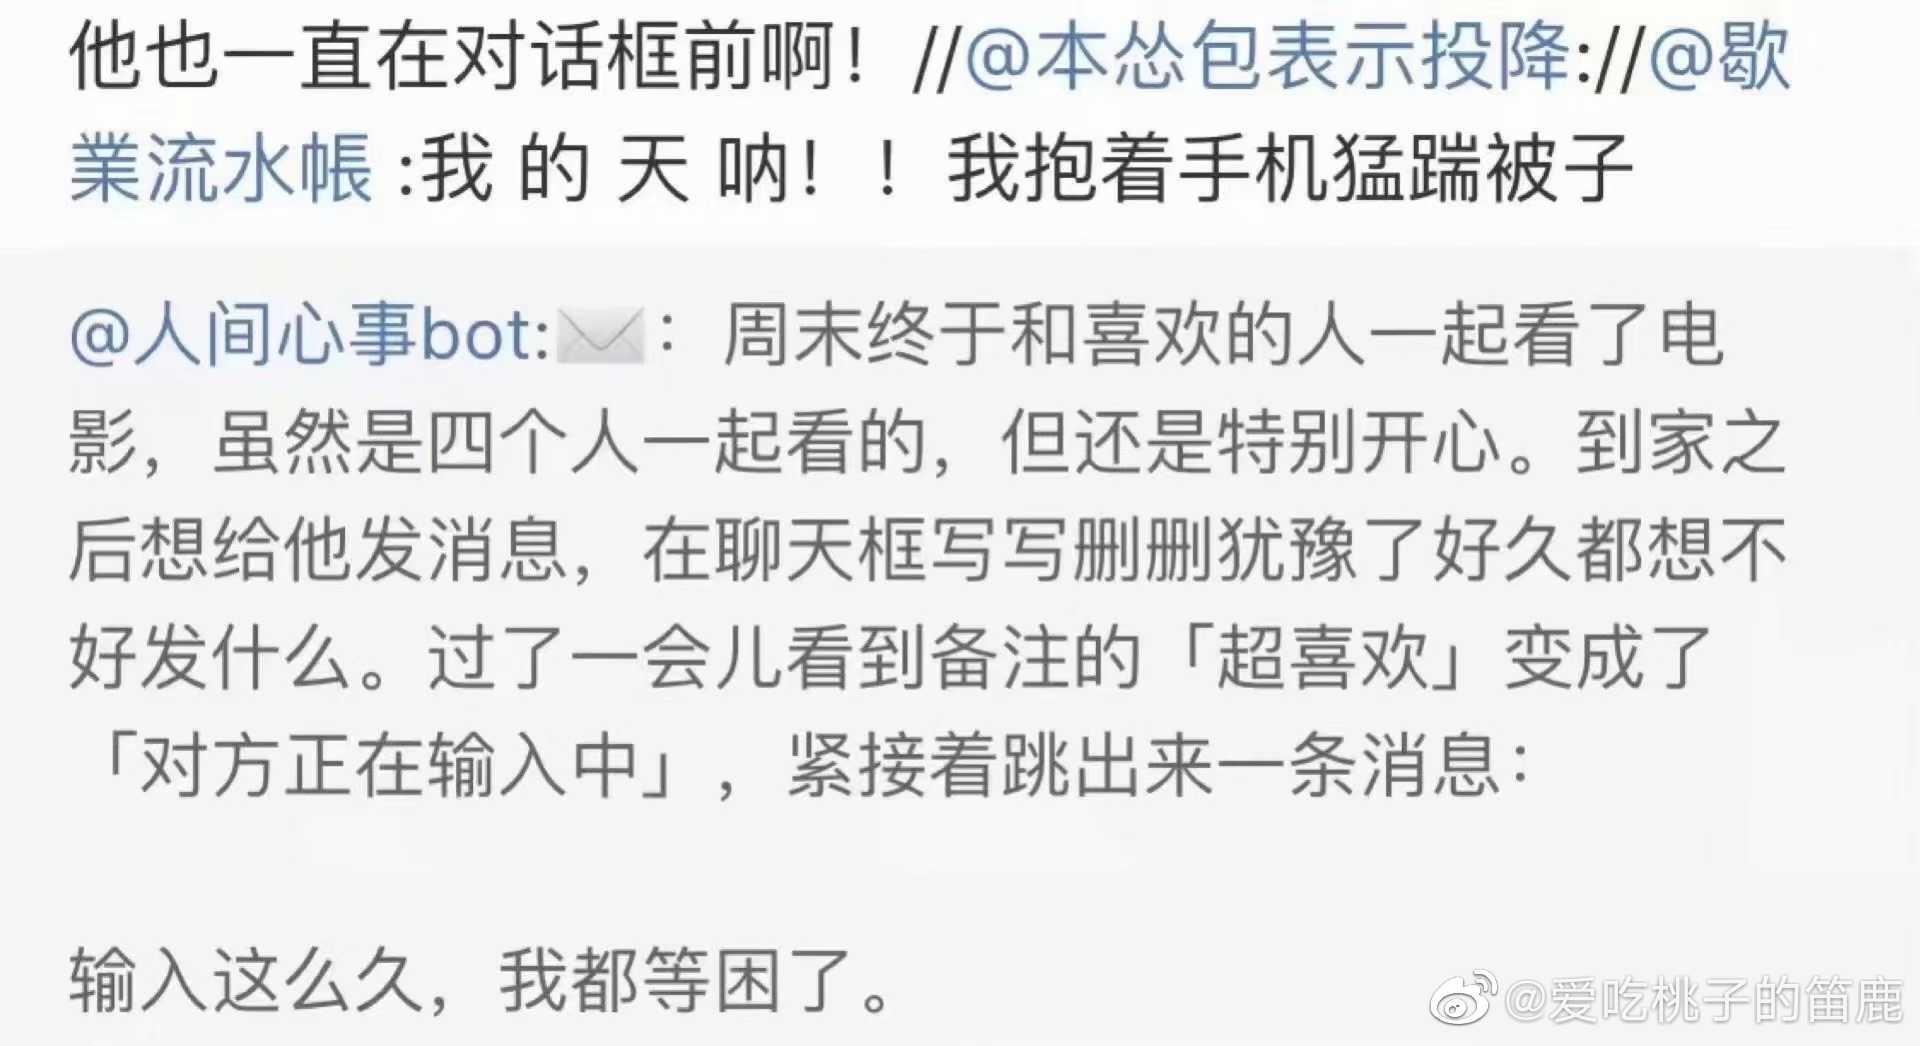 他也一直在对话框前啊！//@本怂包表示投降://@歇
業流水帳 :我 的 天 呐！！我抱着手机猛踹被子
@人间心事bot:✉️：周末终于和喜欢的人一起看了电
影，虽然是四个人一起看的，但还是特别开心。到家之
后想给他发消息，在聊天框写写删删犹豫了好久都想不
好发什么。过了一会儿看到备注的「超喜欢」变成了
「对方正在输入中」，紧接着跳出来一条消息：
输入这么久，我都等困了。
@爱吃桃子的笛鹿